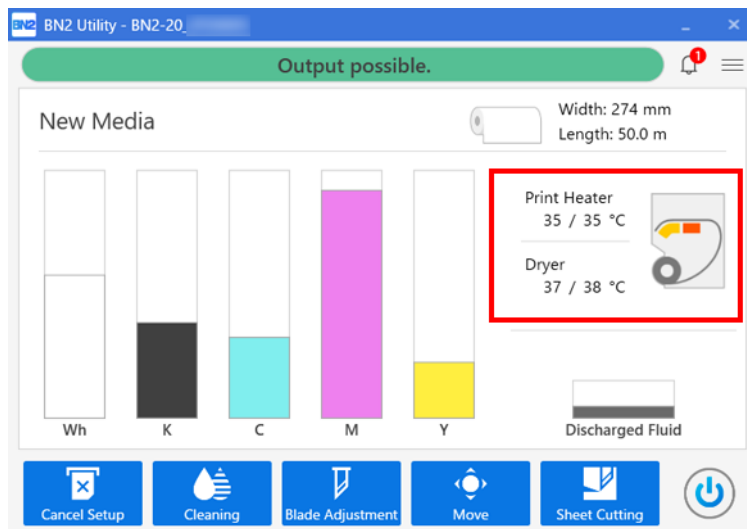 BN2 BN2 Utility - BN2-20_
Output possible.
1
New Media
Width: 274 mm
Length: 50.0 m
Print Heater
35 / 35 °C
Dryer
37 / 38 °C
Wh K C M Y
Discharged Fluid
Cancel Setup Cleaning Blade Adjustment Move Sheet Cutting